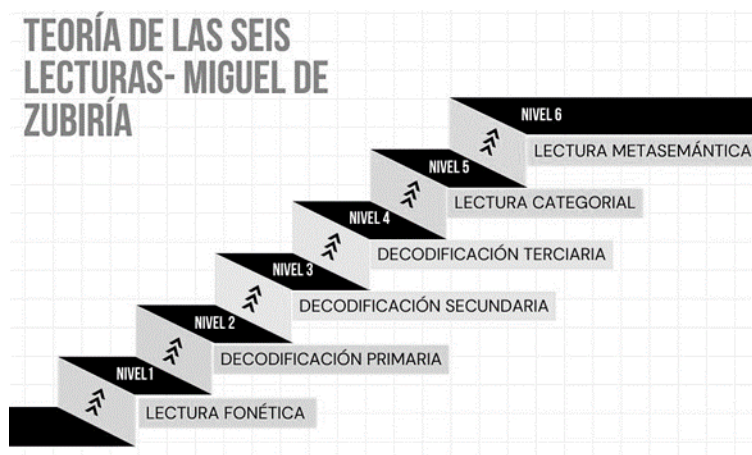 TEORÍA DE LAS SEIS
LECTURAS- MIGUEL DE
ZUBIRÍA
NIVEL 6
LECTURA METASEMÁNTICA
NIVEL 5
LECTURA CATEGORIAL
NIVEL 4
DECODIFICACIÓN TERCIARIA
NIVEL 3
DECODIFICACIÓN SECUNDARIA
NIVEL 2
DECODIFICACIÓN PRIMARIA
NIVEL 1
LECTURA FONÉTICA